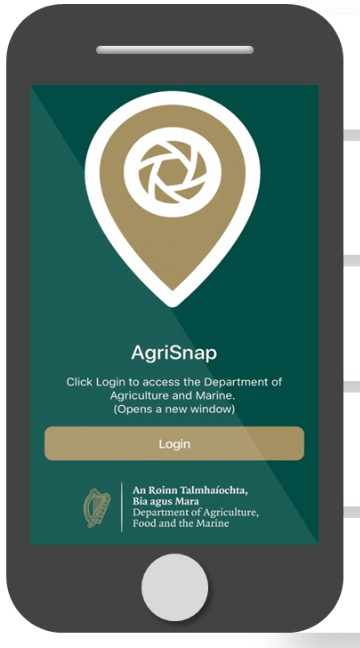 AgriSnap
Click Login to access the Department of
Agriculture and Marine.
(Opens a new window)
Login
An Roinn Talmhaíochta,
Bia agus Mara
Department of Agriculture,
Food and the Marine